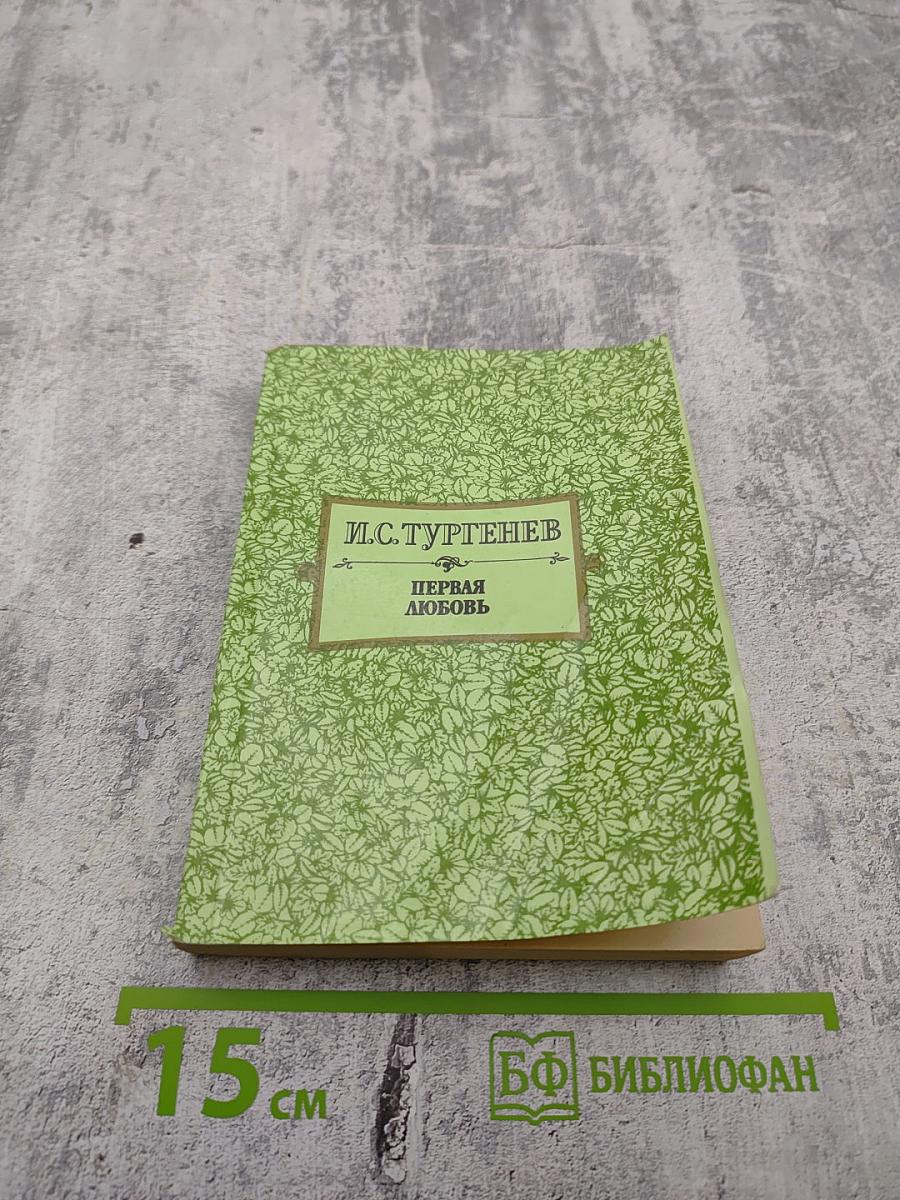 И.С.ТУРГЕНЕВ
ПЕРВАЯ
ЛЮБОВЬ
15 см
БФ БИБЛИОФАН